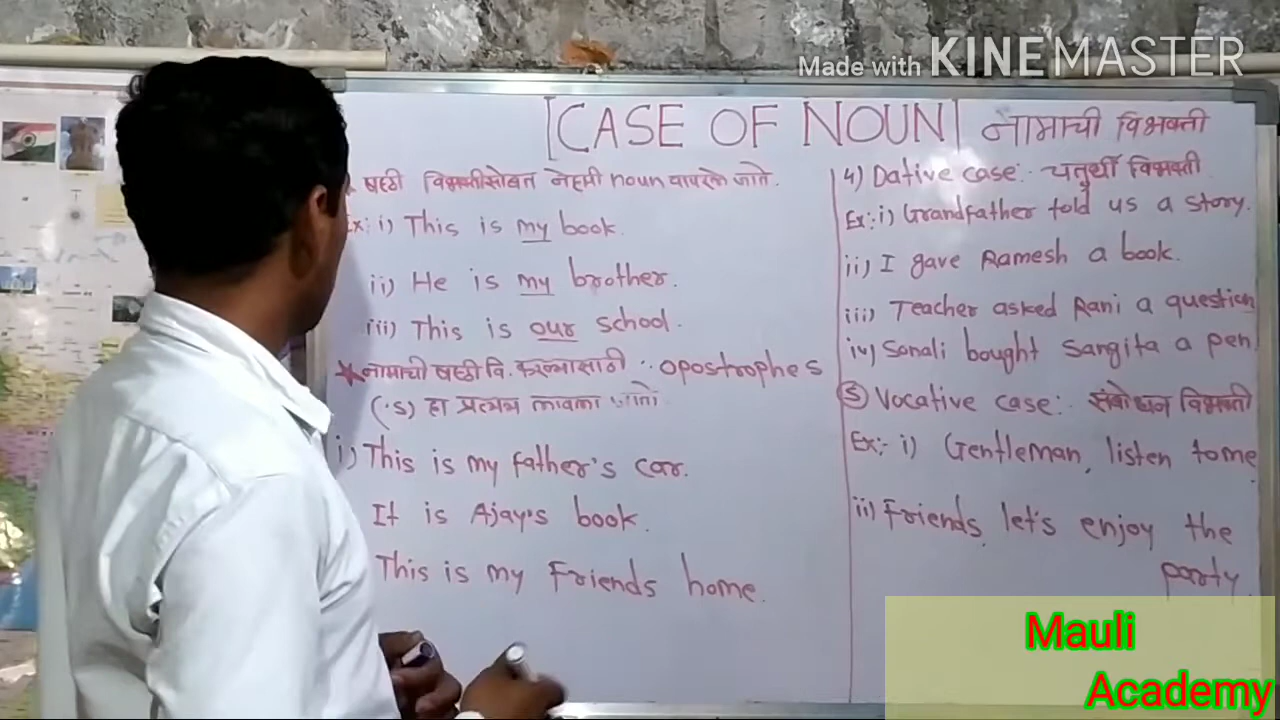 Made with KINEMASTER
[CASE OF NOUN] नामाची विभक्ती
षष्ठी विभक्तीसोबत नेहमी noun वापरले जाते.
Ex: i) This is my book.
ii) He is my brother.
iii) This is our school.
★ नामाची षष्ठी वि. करण्यासाठी : opostrophes
('s) हा प्रत्यय लावला जातो
i) This is my father's car.
It is Ajay's book.
This is my Friends home.
4) Dative case: चतुर्थी विभक्ती
Ex: i) Grandfather told us a story.
ii) I gave Ramesh a book.
iii) Teacher asked Rani a question
iv) Sonali bought Sangita a pen
5) Vocative case: संबोधन विभक्ती
Ex:- i) Gentleman, listen to me
ii) Friends, let's enjoy the
party.
Mauli
Academy